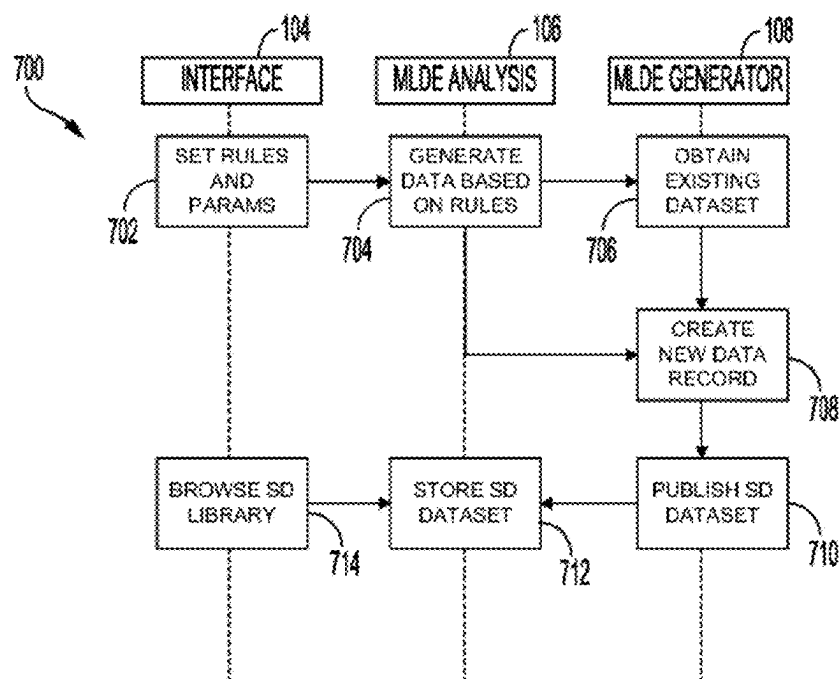 700
104
106
108
INTERFACE
MLDE ANALYSIS
MLDE GENERATOR
SET RULES
AND
PARAMS
702
GENERATE
DATA BASED
ON RULES
704
OBTAIN
EXISTING
DATASET
706
CREATE
NEW DATA
RECORD
708
BROWSE SD
LIBRARY
714
STORE SD
DATASET
712
PUBLISH SD
DATASET
710